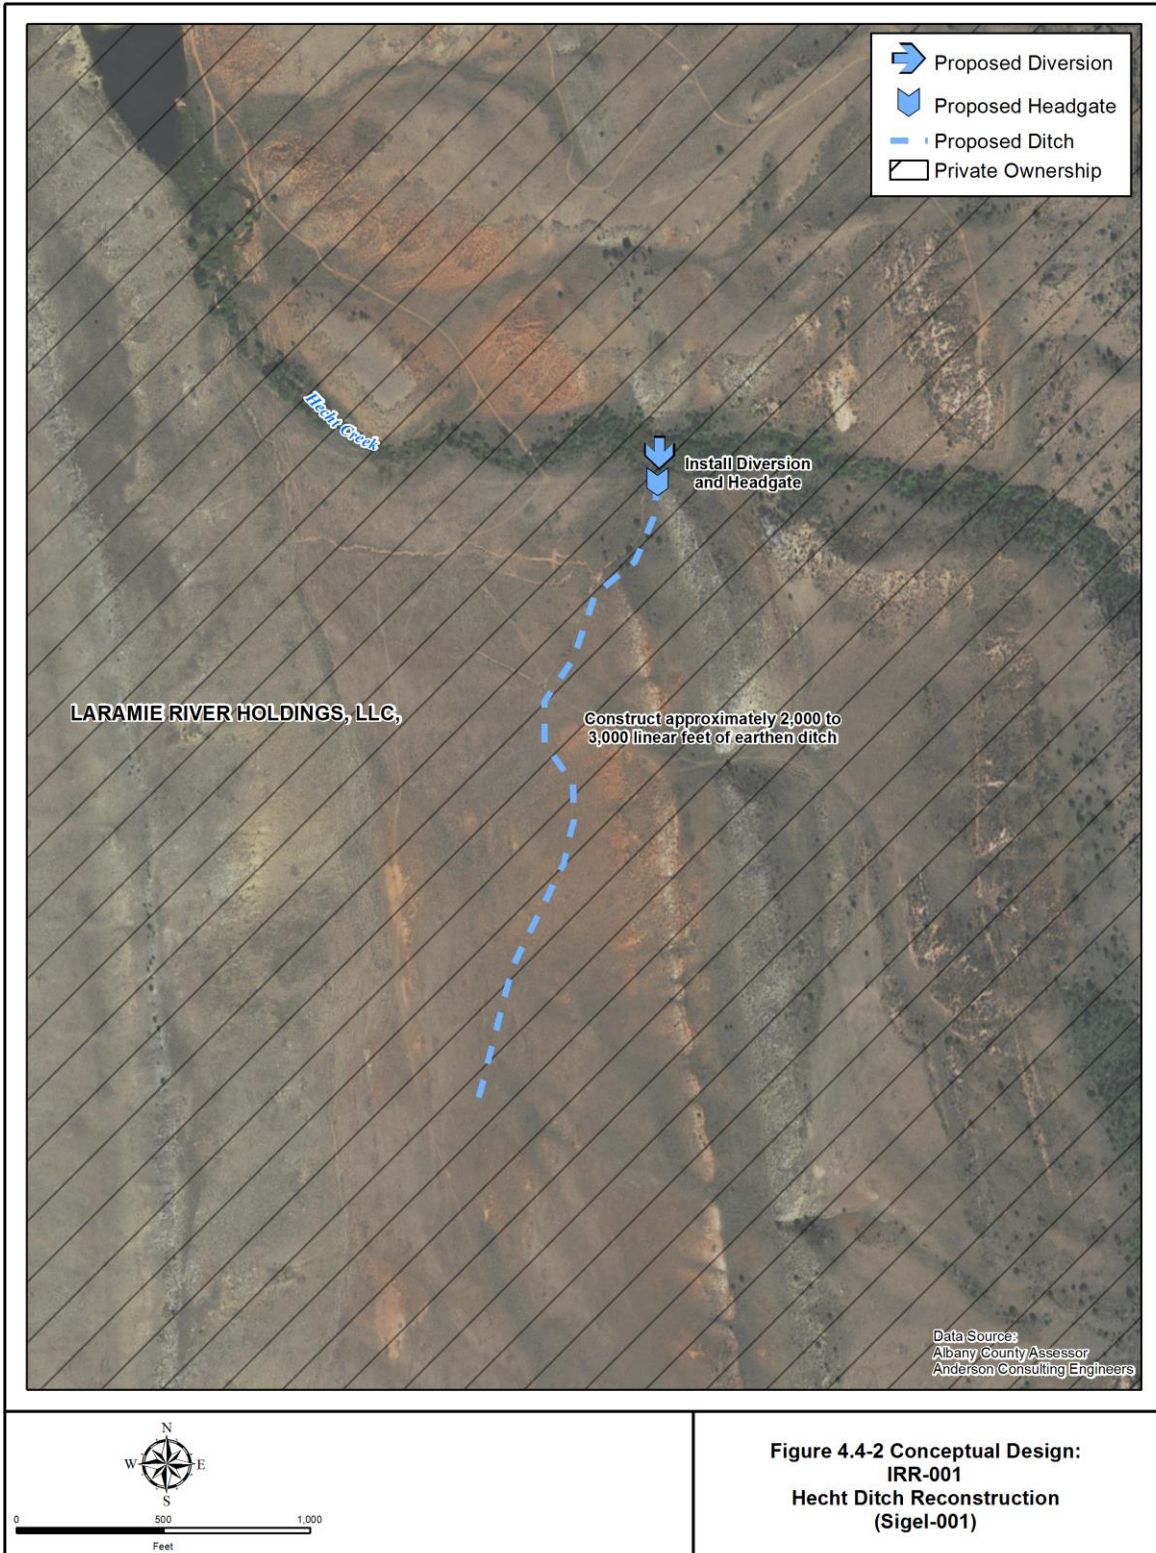 Proposed Diversion
Proposed Headgate
Proposed Ditch
Private Ownership
Hecht Creek
Install Diversion
and Headgate
LARAMIE RIVER HOLDINGS, LLC,
Construct approximately 2,000 to
3,000 linear feet of earthen ditch
Data Source:
Albany County Assessor
Anderson Consulting Engineers
N
W E
S
0 500 1,000
Feet
Figure 4.4-2 Conceptual Design:
IRR-001
Hecht Ditch Reconstruction
(Sigel-001)